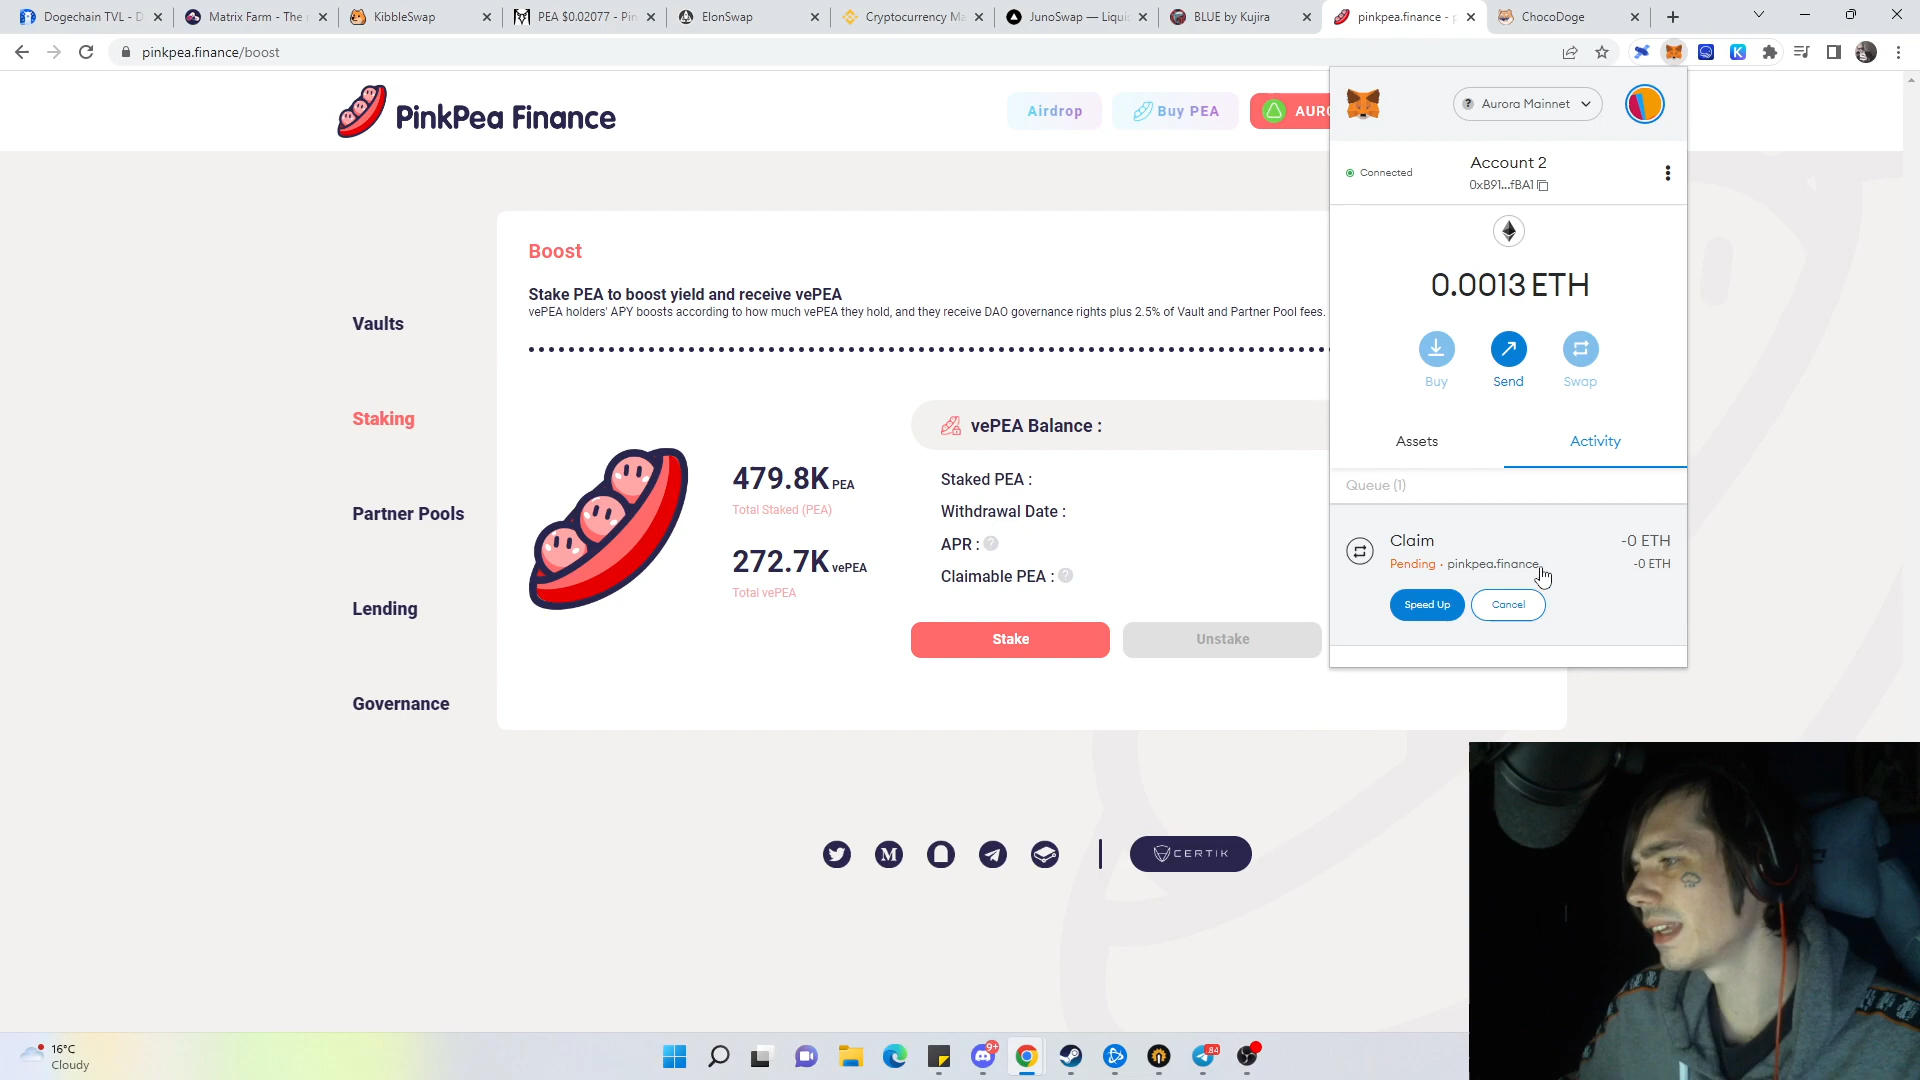 Dogechain TVL - D
Matrix Farm - The
KibbleSwap
PEA $0.02077 - Pin
ElonSwap
Cryptocurrency Ma
JunoSwap — Liquid
BLUE by Kujira
pinkpea.finance - p
ChocoDoge
pinkpea.finance/boost
K
PinkPea Finance
Airdrop
Buy PEA
AURO
Aurora Mainnet
Connected
Account 2
0xB91...fBA1
0.0013 ETH
Buy
Send
Swap
Assets
Activity
Queue (1)
Claim
-0 ETH
Pending · pinkpea.finance
-0 ETH
Speed Up
Cancel
Vaults
Staking
Partner Pools
Lending
Governance
Boost
Stake PEA to boost yield and receive vePEA
vePEA holders' APY boosts according to how much vePEA they hold, and they receive DAO governance rights plus 2.5% of Vault and Partner Pool fees.
479.8K PEA
Total Staked (PEA)
272.7K vePEA
Total vePEA
vePEA Balance :
Staked PEA :
Withdrawal Date :
APR : ?
Claimable PEA : ?
Stake
Unstake
M
CERTIK
16°C
Cloudy
9+
84